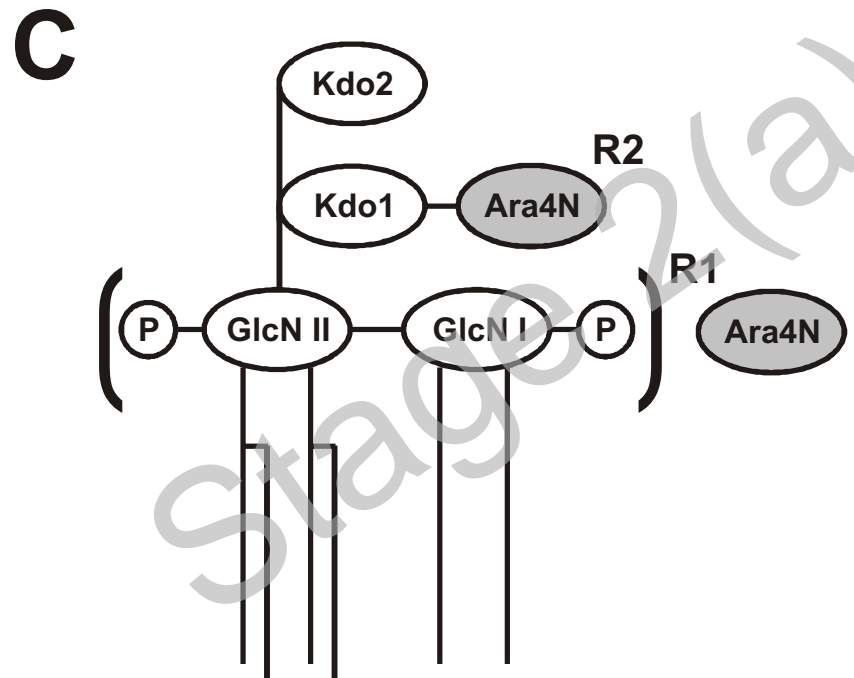 C
Kdo2
Kdo1
Ara4N
R2
R1
P
GlcN II
GlcN I
P
Ara4N
Stage 2(a)